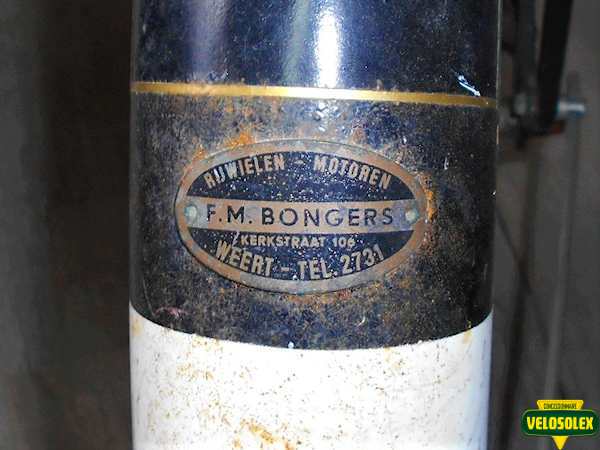 RIJWIELEN - MOTOREN
F.M. BONGERS
KERKSTRAAT 106
WEERT - TEL. 2731
CONCESSIONNAIRE
VELOSOLEX